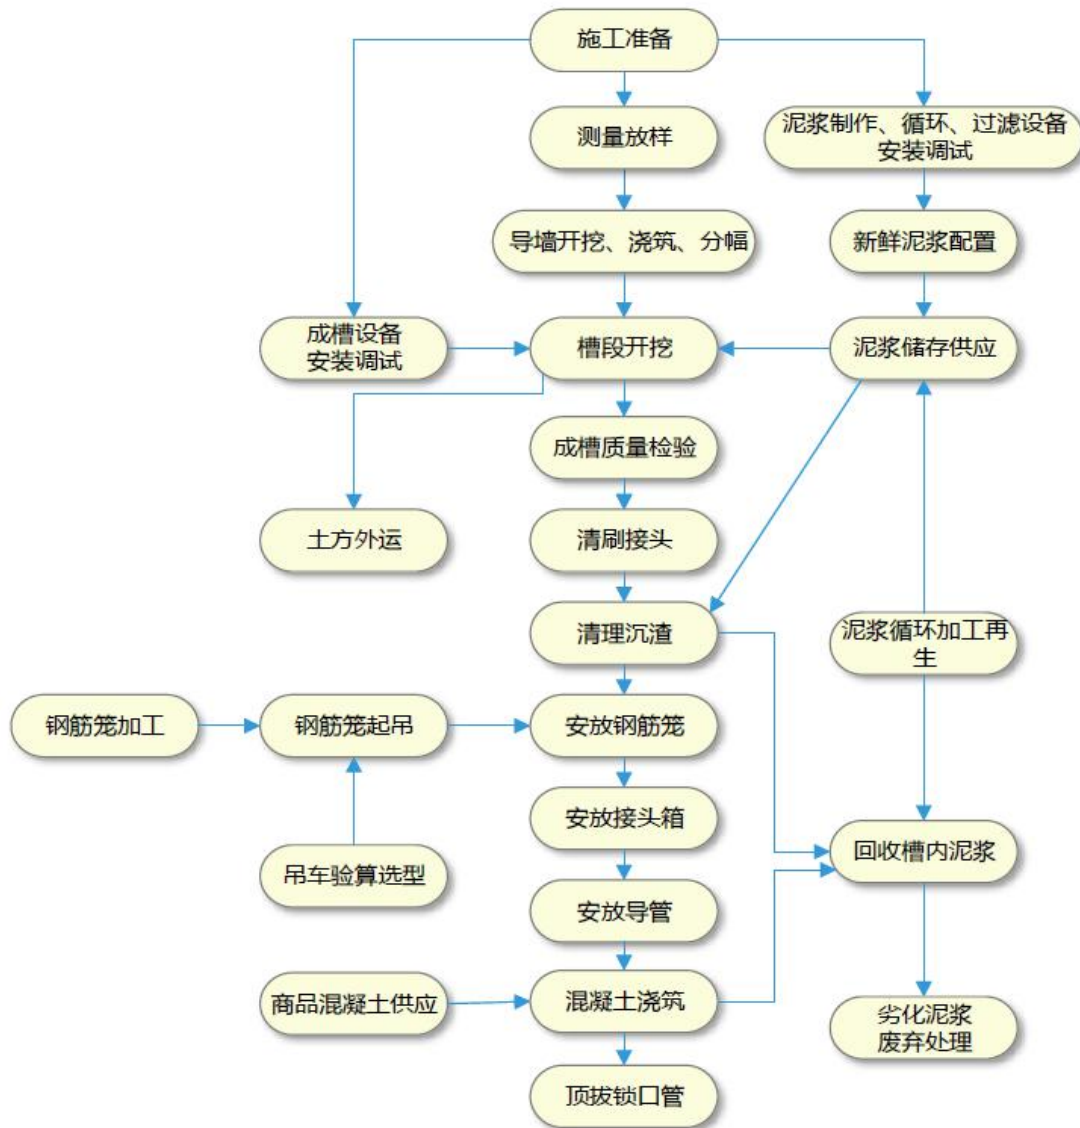 施工准备
测量放样
泥浆制作、循环、过滤设备
安装调试
导墙开挖、浇筑、分幅
新鲜泥浆配置
成槽设备
安装调试
槽段开挖
泥浆储存供应
成槽质量检验
土方外运
清刷接头
清理沉渣
泥浆循环加工再
生
钢筋笼加工
钢筋笼起吊
安放钢筋笼
安放接头箱
回收槽内泥浆
吊车验算选型
安放导管
商品混凝土供应
混凝土浇筑
劣化泥浆
废弃处理
顶拔锁口管